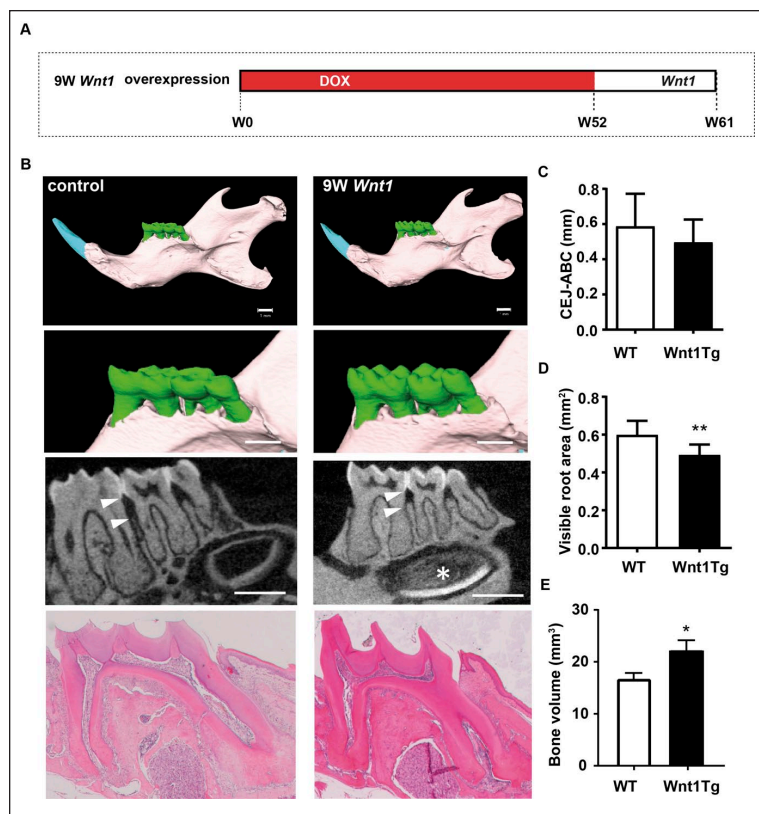 A
9W Wnt1 overexpression
DOX
Wnt1
W0
W52
W61
B
control
9W Wnt1
1 mm
*
C
CEJ-ABC (mm)
0.8
0.6
0.4
0.2
0.0
WT
Wnt1Tg
D
Visible root area (mm²)
0.8
0.6
0.4
0.2
0.0
**
WT
Wnt1Tg
E
Bone volume (mm³)
30
20
10
0
*
WT
Wnt1Tg